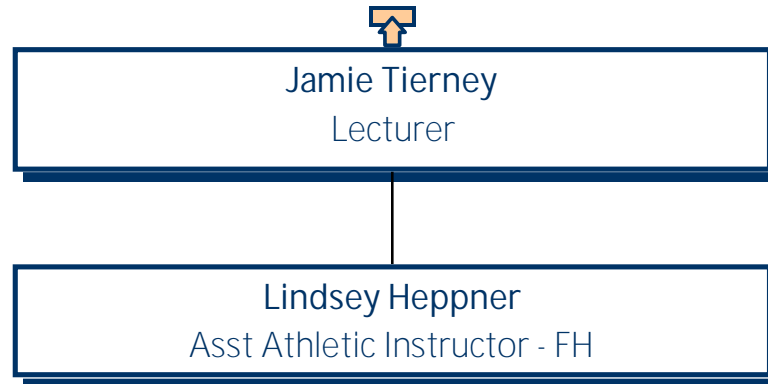 Jamie Tierney
Lecturer
Lindsey Heppner
Asst Athletic Instructor - FH